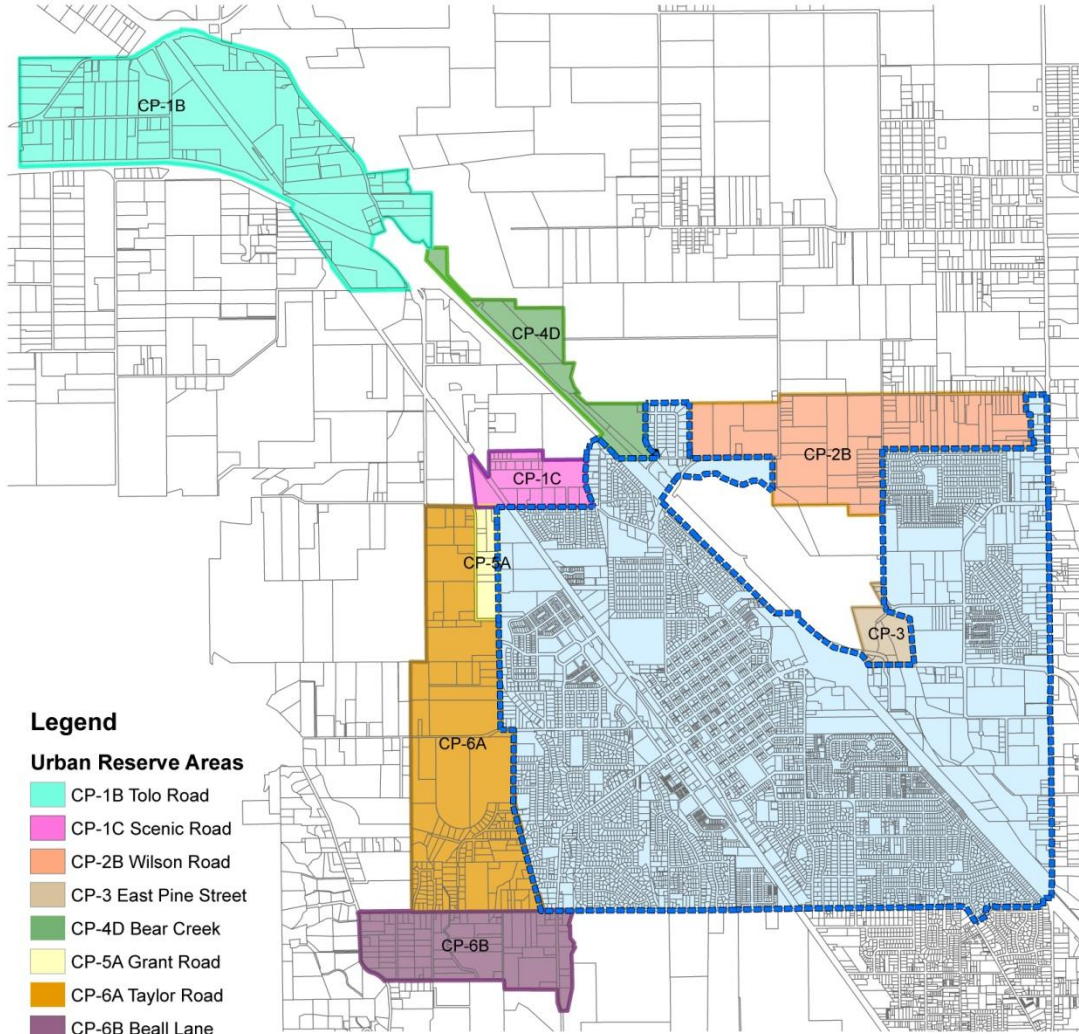 CP-1B
CP-4D
CP-2B
CP-1C
CP-5A
CP-3
CP-6A
CP-6B
Legend
Urban Reserve Areas
CP-1B Tolo Road
CP-1C Scenic Road
CP-2B Wilson Road
CP-3 East Pine Street
CP-4D Bear Creek
CP-5A Grant Road
CP-6A Taylor Road
CP-6B Beall Lane